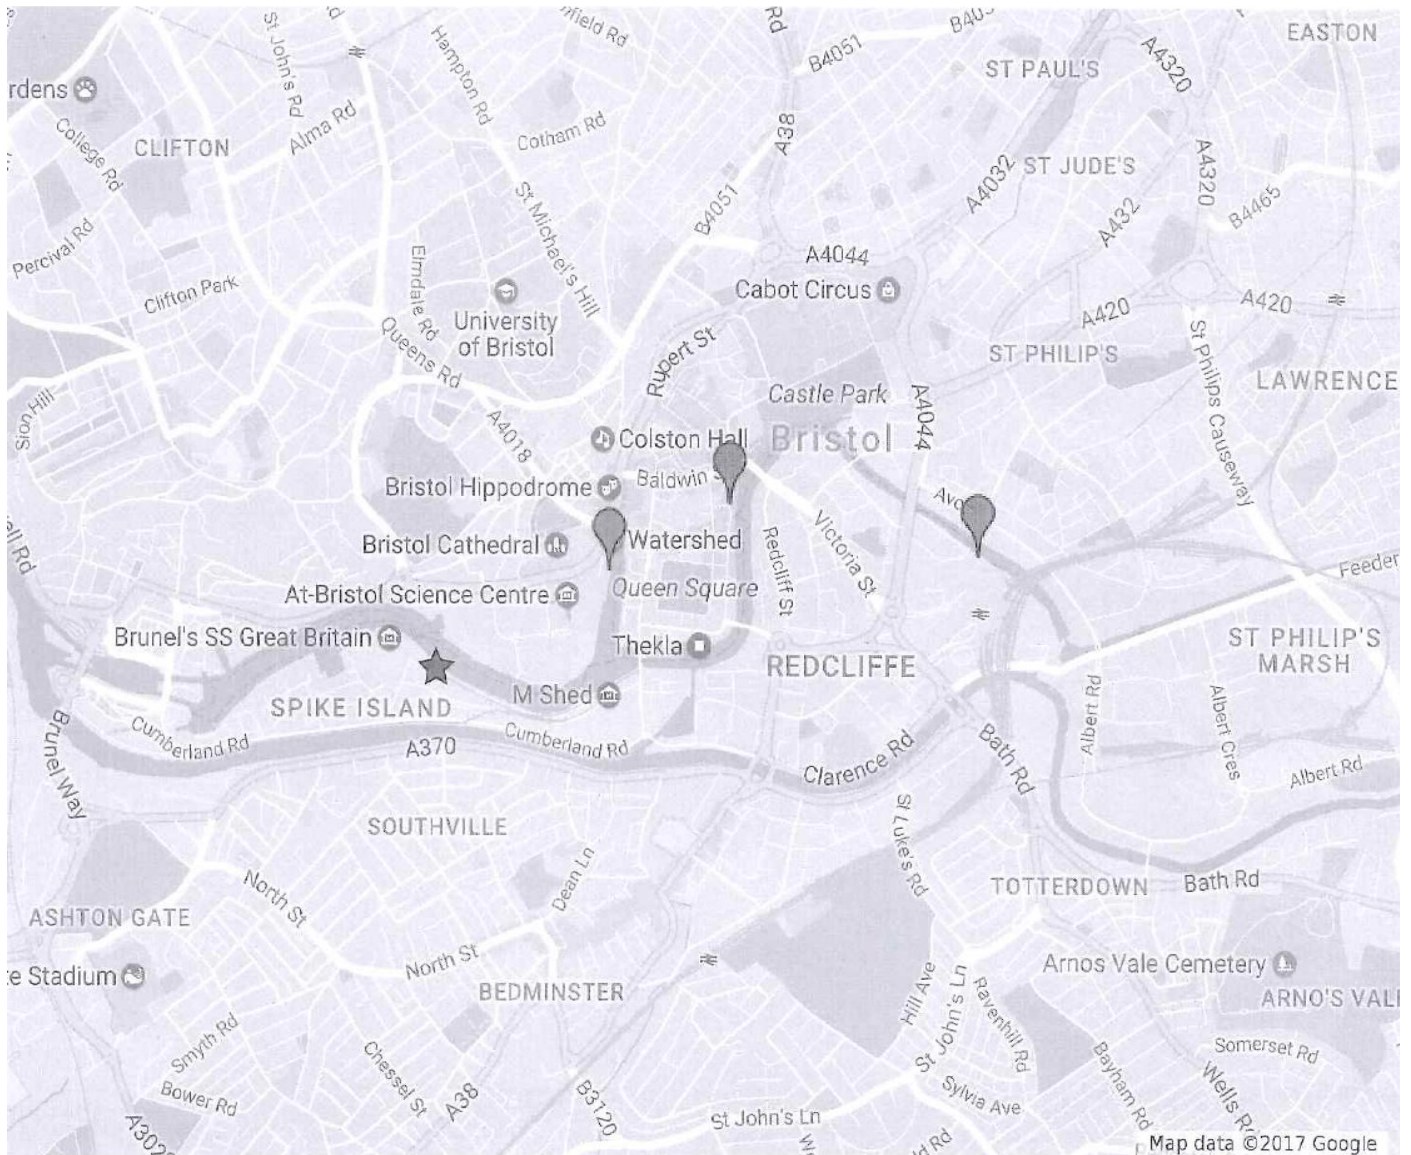 EASTON
B4051
ST PAUL'S
A4320
rdens
St John's Rd
Hampton Rd
Alma Rd
Cotham Rd
CLIFTON
College Rd
A38
A4032
ST JUDE'S
A4320
B4465
A432
Percival Rd
St Michael's Hill
B4051
A4044
Cabot Circus
Clifton Park
Elmdale Rd
University
of Bristol
A420
A420
Queens Rd
Rupert St
ST PHILIP'S
St Philips Causeway
LAWRENCE
Sion Hill
A4018
Castle Park
A4044
Colston Hall
Bristol
Bristol Hippodrome
Baldwin
Victoria St
Redcliff St
Bristol Cathedral
Watershed
Feeder
At-Bristol Science Centre
Queen Square
Brunel's SS Great Britain
Thekla
REDCLIFFE
ST PHILIP'S
MARSH
SPIKE ISLAND
M Shed
Albert Rd
Albert Cres
Brunel Way
Cumberland Rd
A370
Cumberland Rd
Clarence Rd
Bath Rd
Albert Rd
SOUTHVILLE
St Luke's Rd
Dean Ln
North St
TOTTERDOWN
Bath Rd
ASHTON GATE
North St
te Stadium
BEDMINSTER
Arnos Vale Cemetery
ARNO'S VALE
Hill Ave
St John's Ln
Ravenhill Rd
Smyth Rd
Chessel St
Somerset Rd
Bayham Rd
Wells
Bower Rd
A38
B3120
Sylvia Ave
St John's Ln
Map data ©2017 Google